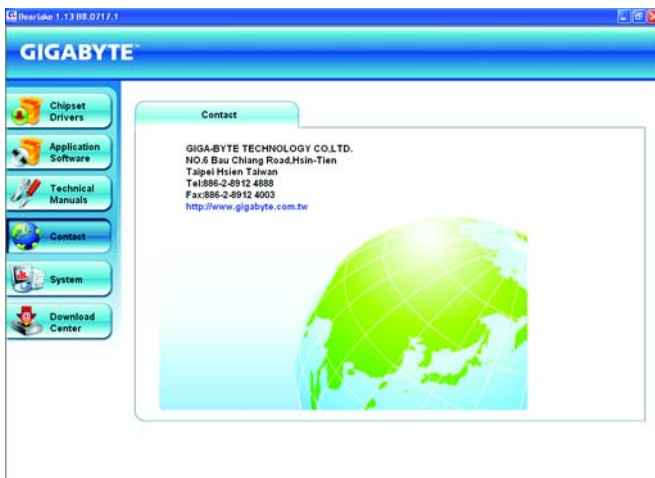 Bearlake 1.13 B8.0717.1
GIGABYTE™
Chipset
Drivers
Application
Software
Technical
Manuals
Contact
System
Download
Center
Contact
GIGA-BYTE TECHNOLOGY CO,LTD.
NO.6 Bau Chiang Road,Hsin-Tien
Taipei Hsien Taiwan
Tel:886-2-8912 4888
Fax:886-2-8912 4003
http://www.gigabyte.com.tw